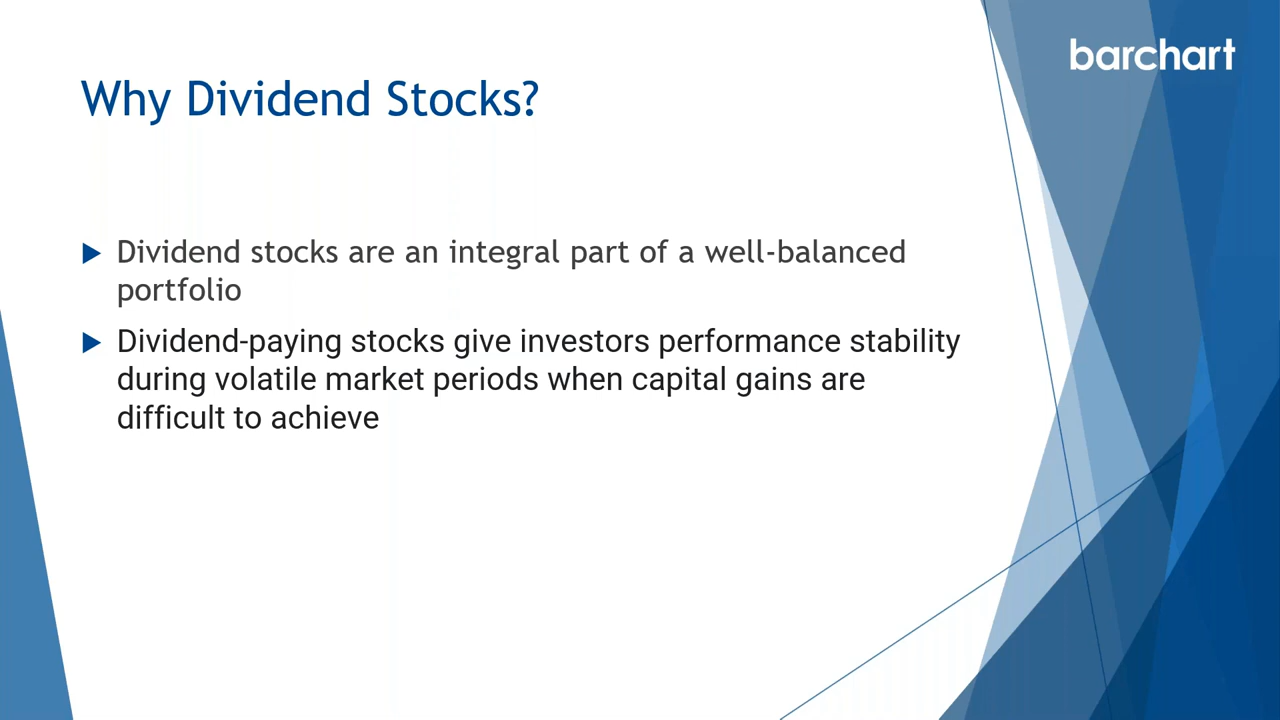 barchart
Why Dividend Stocks?
Dividend stocks are an integral part of a well-balanced
portfolio
Dividend-paying stocks give investors performance stability
during volatile market periods when capital gains are
difficult to achieve